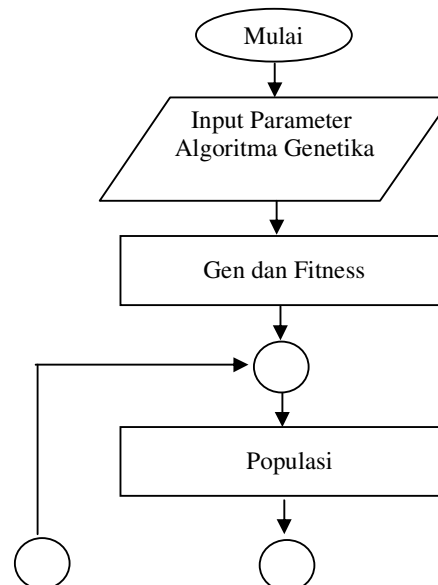 Mulai
Input Parameter
Algoritma Genetika
Gen dan Fitness
Populasi